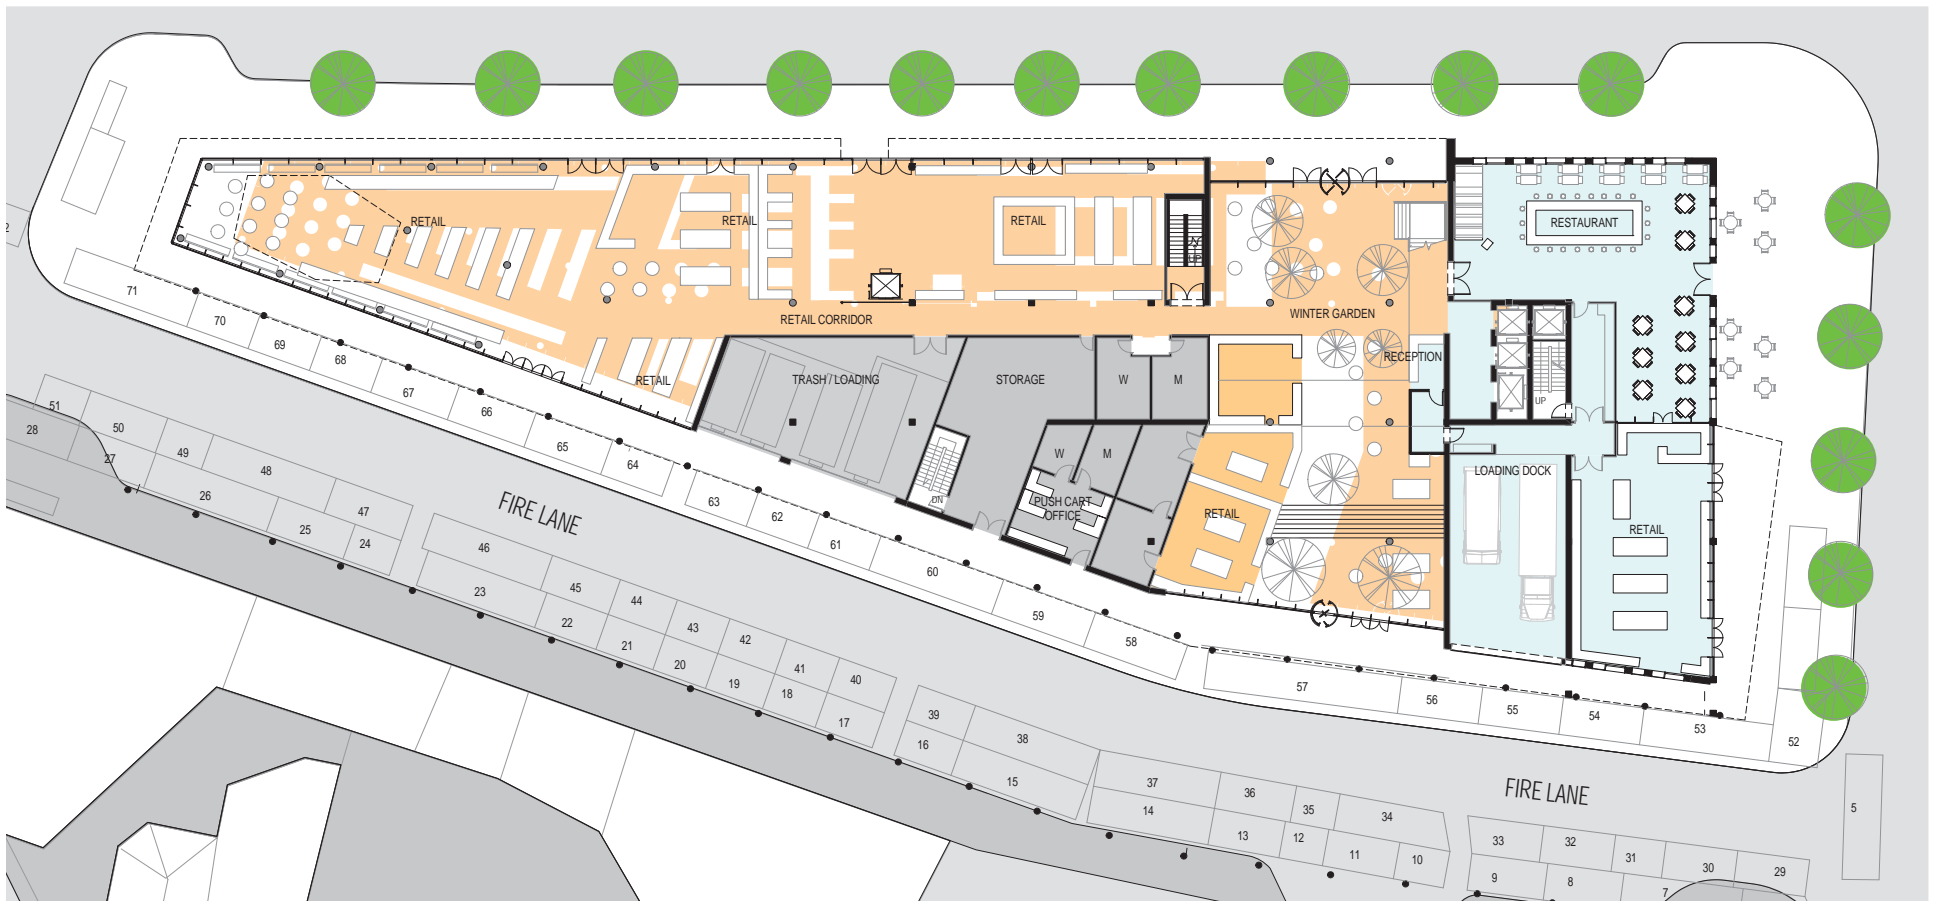 RETAIL
RETAIL
RETAIL
RESTAURANT
UP
RETAIL CORRIDOR
WINTER GARDEN
RECEPTION
RETAIL
TRASH / LOADING
STORAGE
W
M
UP
W
M
DN
PUSH CART
OFFICE
RETAIL
LOADING DOCK
RETAIL
2
71
70
69
68
67
66
65
64
63
62
61
60
59
58
57
56
55
54
53
52
FIRE LANE
51
50
49
48
47
46
45
44
43
42
41
40
39
38
37
36
35
34
33
32
31
30
29
28
27
26
25
24
23
22
21
20
19
18
17
16
15
14
13
12
11
10
9
8
7
5
FIRE LANE